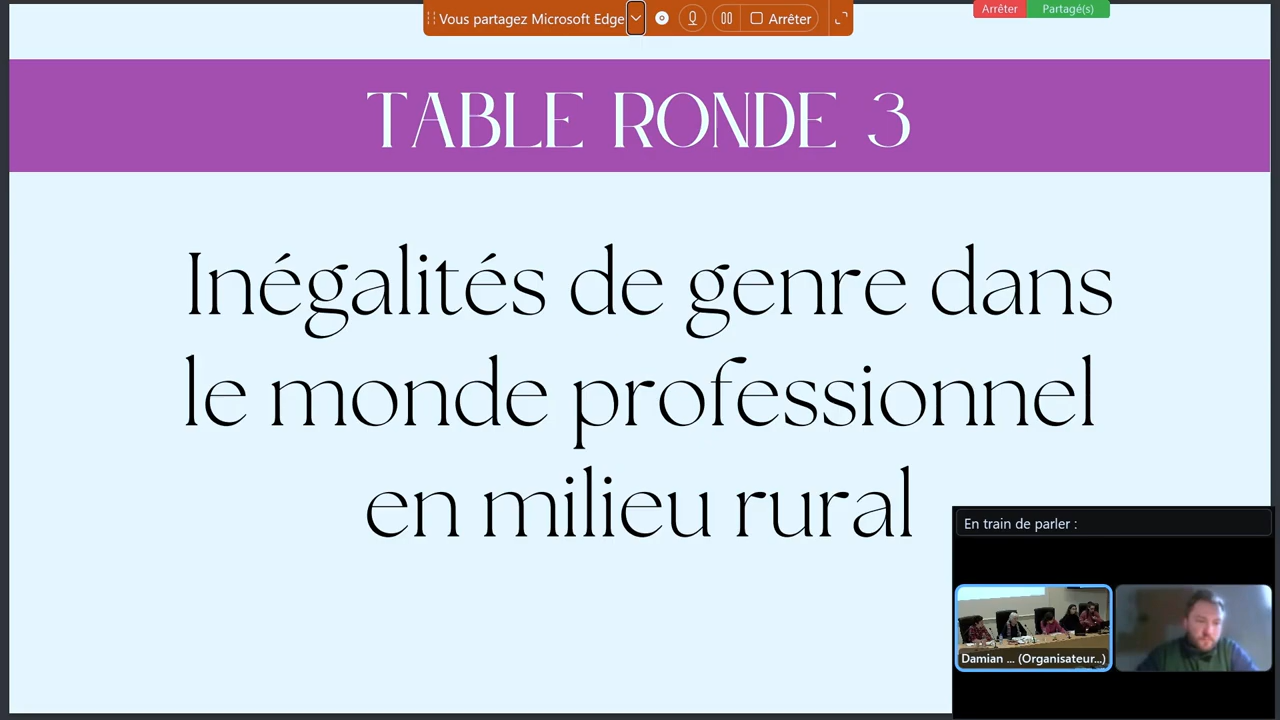 Vous partagez Microsoft Edge
Arrêter
Arrêter
Partagé(s)
TABLE RONDE 3
Inégalités de genre dans
le monde professionnel
en milieu rural
En train de parler :
Damian ... (Organisateur...)